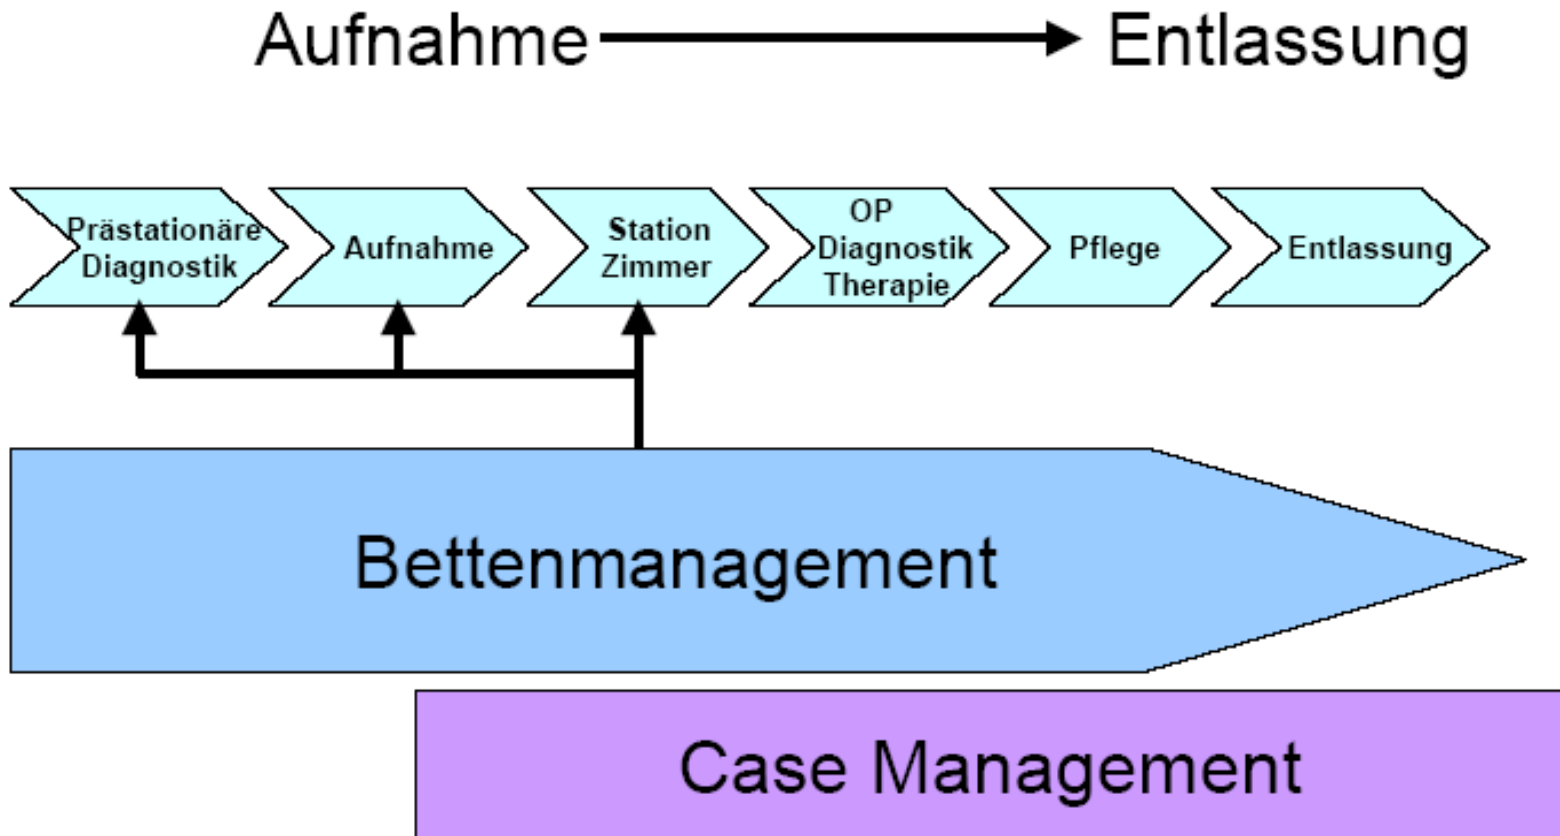 Aufnahme Entlassung
Prästationäre
Diagnostik
Aufnahme
Station
Zimmer
OP
Diagnostik
Therapie
Pflege
Entlassung
Bettenmanagement
Case Management